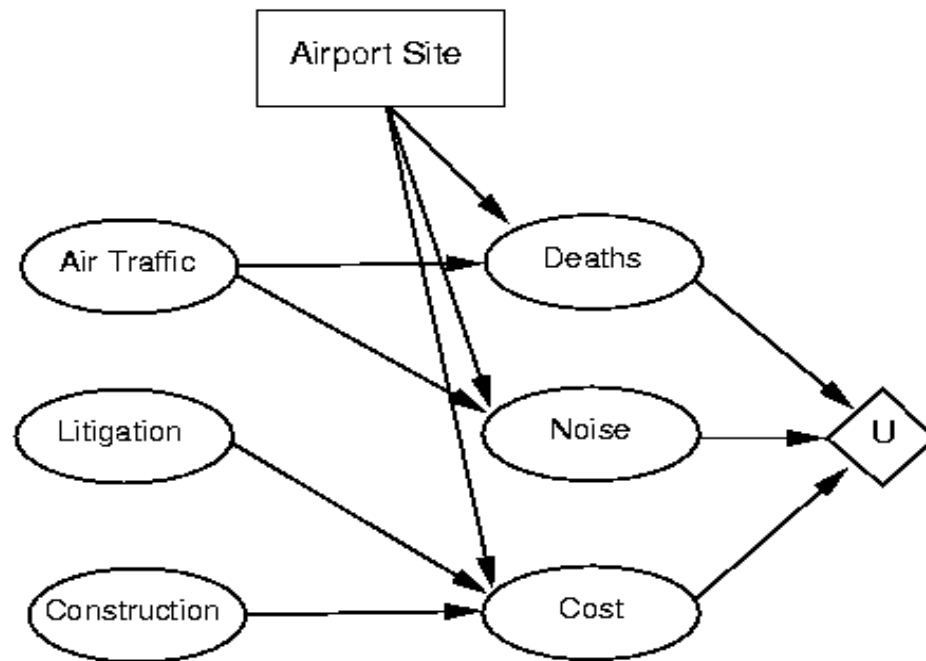 Airport Site
Air Traffic
Deaths
Litigation
Noise
U
Construction
Cost